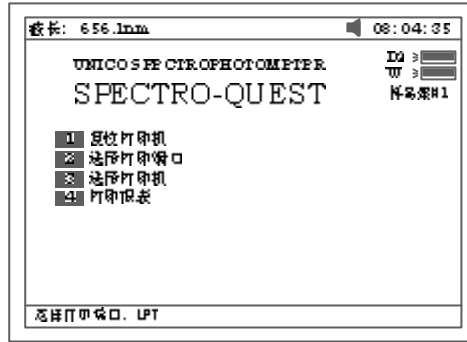 波长: 656.1nm 08:04:35
UNICO SPECTROPHOTOMETER
SPECTRO-QUEST
D2
W
样品架#1
1 复位打印机
2 选择打印端口
3 选择打印机
4 打印报表
选择打印端口. LPT